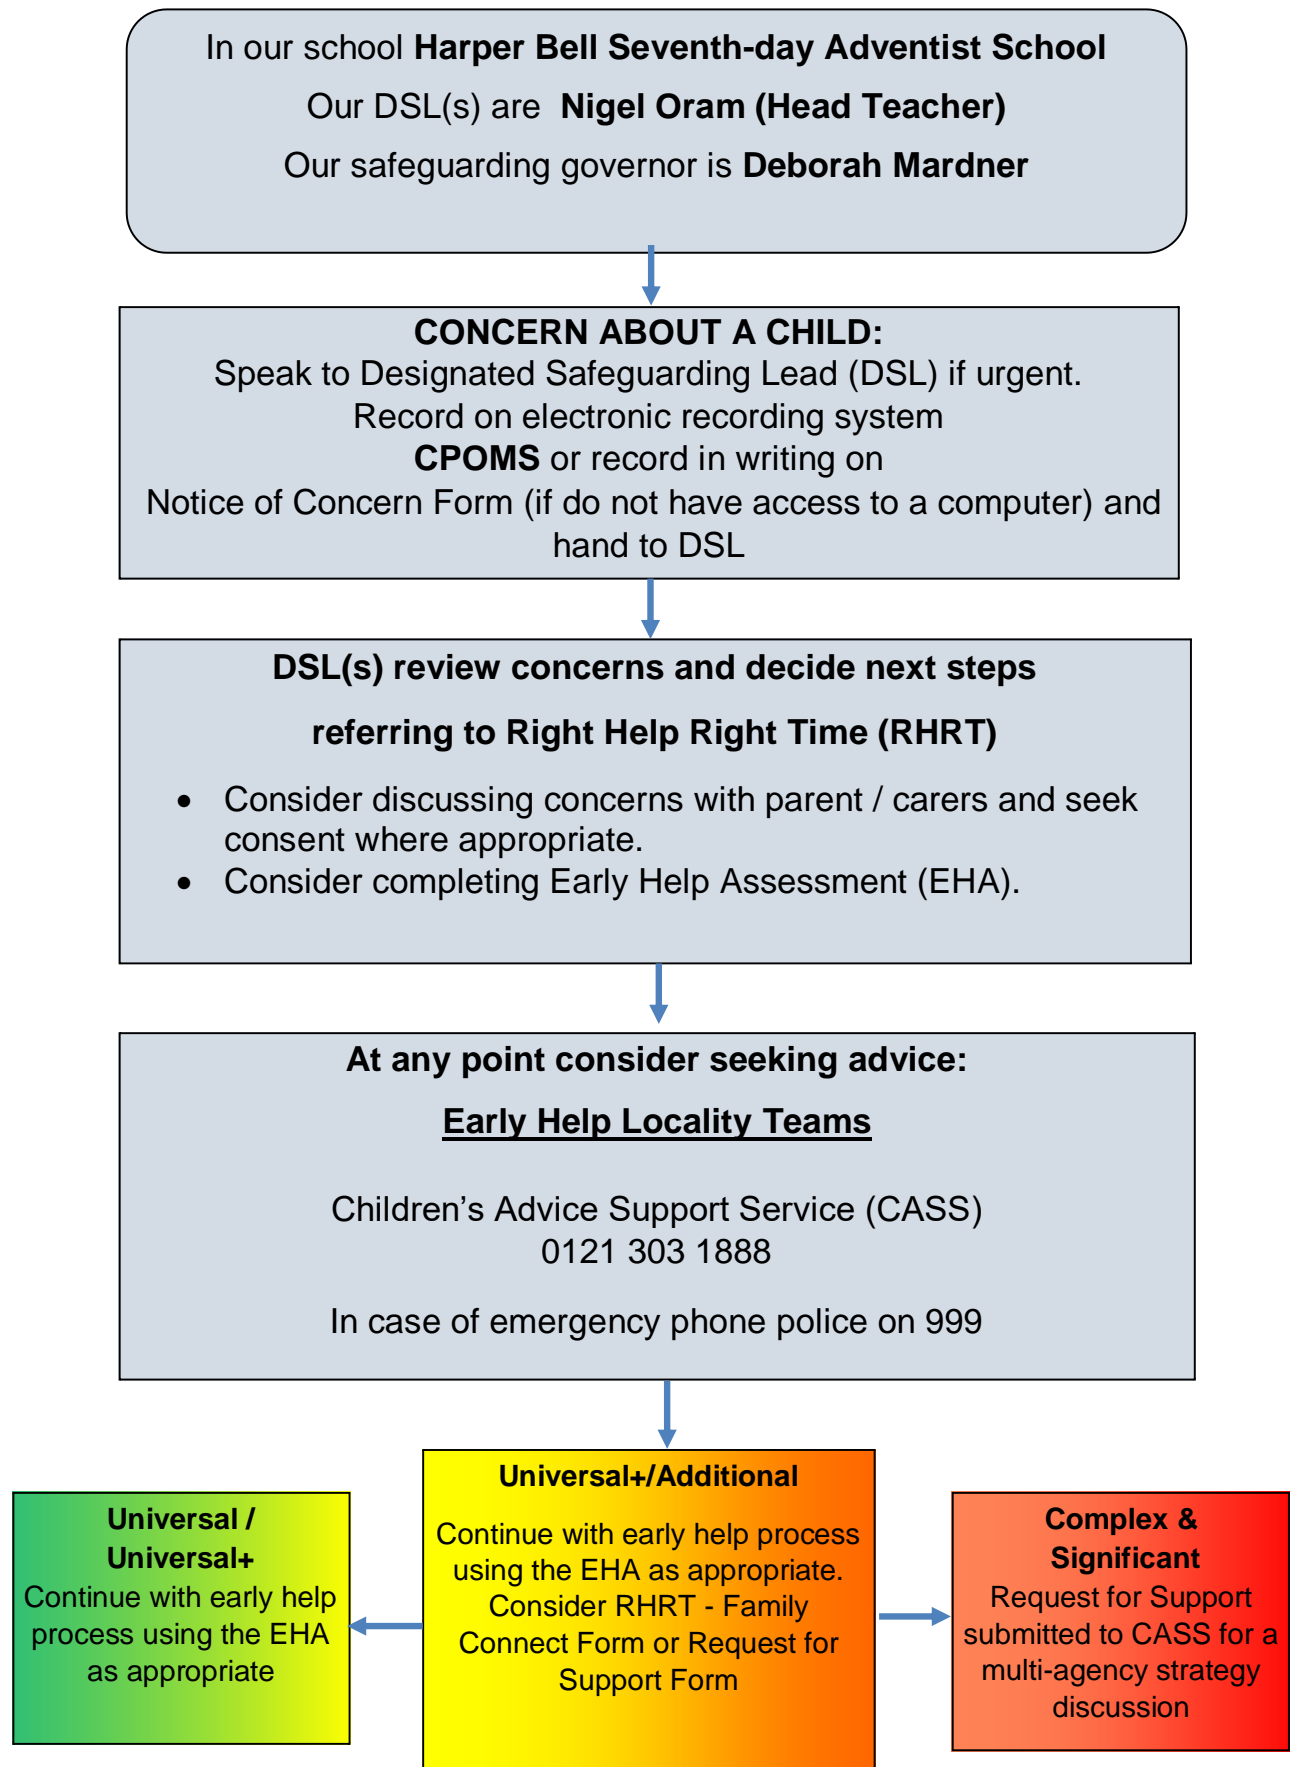 In our school Harper Bell Seventh-day Adventist School
Our DSL(s) are Nigel Oram (Head Teacher)
Our safeguarding governor is Deborah Mardner
CONCERN ABOUT A CHILD:
Speak to Designated Safeguarding Lead (DSL) if urgent.
Record on electronic recording system
CPOMS or record in writing on
Notice of Concern Form (if do not have access to a computer) and
hand to DSL
DSL(s) review concerns and decide next steps
referring to Right Help Right Time (RHRT)
• Consider discussing concerns with parent / carers and seek
consent where appropriate.
• Consider completing Early Help Assessment (EHA).
At any point consider seeking advice:
Early Help Locality Teams
Children’s Advice Support Service (CASS)
0121 303 1888
In case of emergency phone police on 999
Universal /
Universal+
Continue with early help
process using the EHA
as appropriate
Universal+/Additional
Continue with early help process
using the EHA as appropriate.
Consider RHRT - Family
Connect Form or Request for
Support Form
Complex &
Significant
Request for Support
submitted to CASS for a
multi-agency strategy
discussion